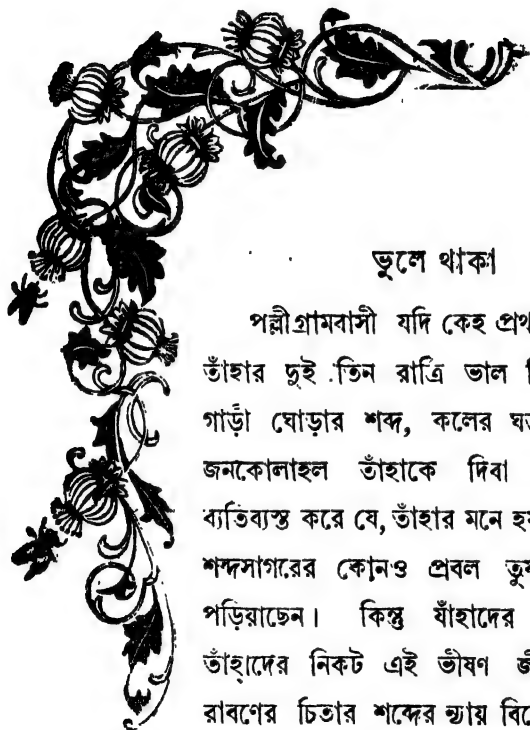 ভুলে থাকা
পল্লীগ্রামবাসী যদি কেহ প্রথ
তাঁহার দুই তিন রাত্রি ভাল
গাড়ী ঘোড়ার শব্দ, কলের ঘ
জনকোলাহল তাঁহাকে দিবা
ব্যতিব্যস্ত করে যে, তাঁহার মনে হ
শব্দসাগরের কোনও প্রবল তু
পড়িয়াছেন। কিন্তু যাঁহাদের
তাঁহাদের নিকট এই ভীষণ জ
রাবণের চিতার শব্দের ন্যায় বি